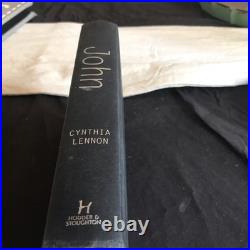 John
CYNTHIA
LENNON
H
HODDER &
STOUGHTON